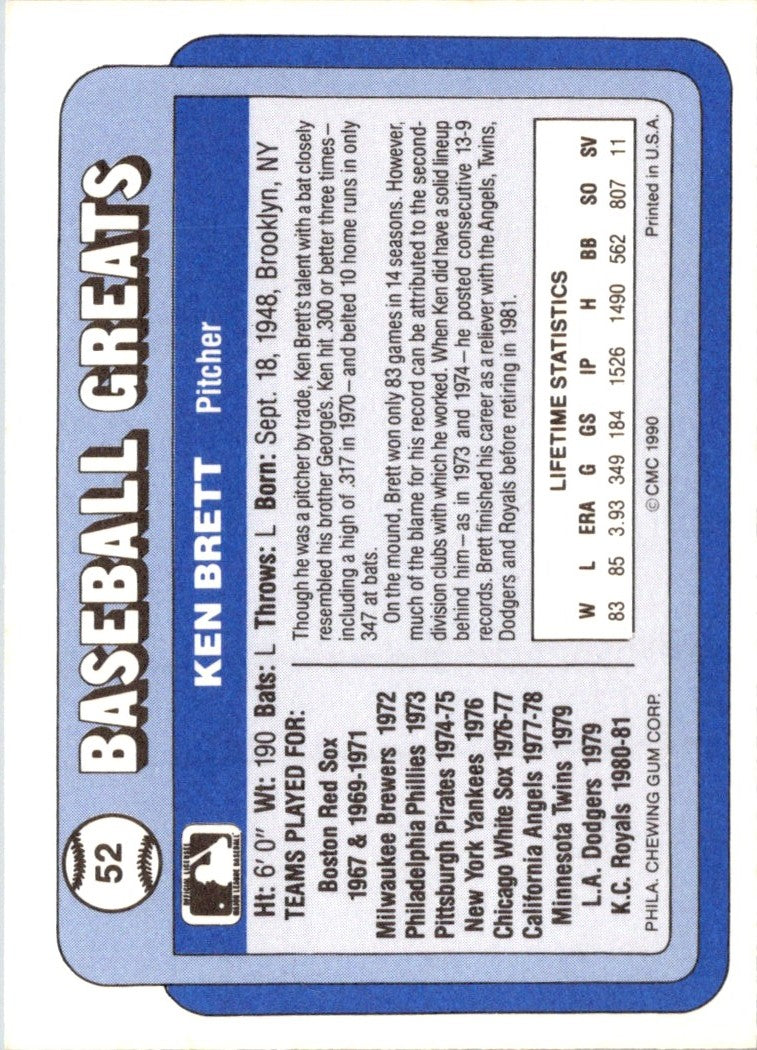 52
BASEBALL GREATS
OFFICIAL LICENSEE
MAJOR LEAGUE BASEBALL
KEN BRETT Pitcher
Ht: 6' 0" Wt: 190 Bats: L Throws: L Born: Sept. 18, 1948, Brooklyn, NY
TEAMS PLAYED FOR:
Boston Red Sox
1967 & 1969-1971
Milwaukee Brewers 1972
Philadelphia Phillies 1973
Pittsburgh Pirates 1974-75
New York Yankees 1976
Chicago White Sox 1976-77
California Angels 1977-78
Minnesota Twins 1979
L.A. Dodgers 1979
K.C. Royals 1980-81
Though he was a pitcher by trade, Ken Brett's talent with a bat closely
resembled his brother George's. Ken hit .300 or better three times—
including a high of .317 in 1970—and belted 10 home runs in only
347 at bats.
On the mound, Brett won only 83 games in 14 seasons. However,
much of the blame for his record can be attributed to the second-
division clubs with which he worked. When Ken did have a solid lineup
behind him—as in 1973 and 1974—he posted consecutive 13-9
records. Brett finished his career as a reliever with the Angels, Twins,
Dodgers and Royals before retiring in 1981.
LIFETIME STATISTICS
W L ERA G GS IP H BB SO SV
83 85 3.93 349 184 1526 1490 562 807 11
PHILA. CHEWING GUM CORP. © CMC 1990 Printed in U.S.A.